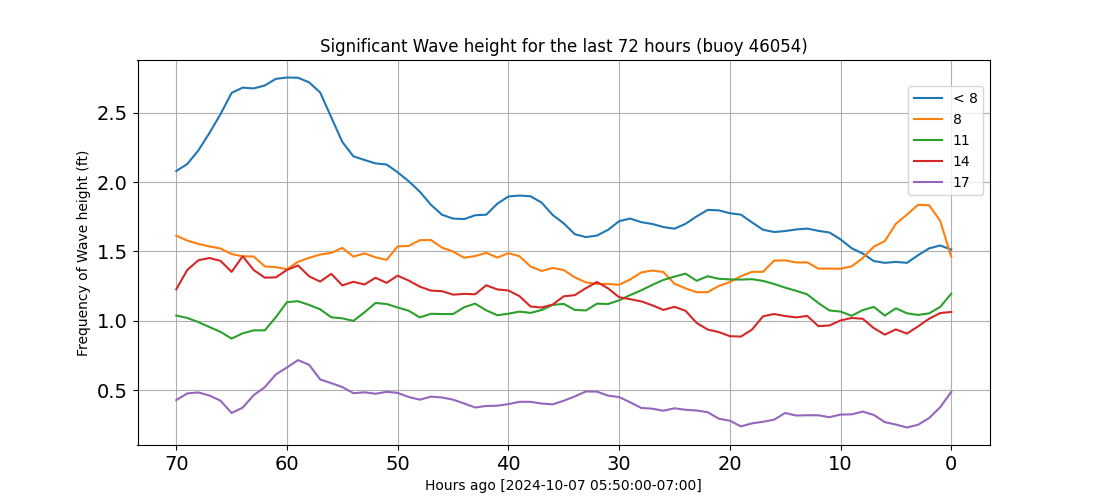 Significant Wave height for the last 72 hours (buoy 46054)
Frequency of Wave height (ft)
2.5
2.0
1.5
1.0
0.5
< 8
8
11
14
17
70 60 50 40 30 20 10 0
Hours ago [2024-10-07 05:50:00-07:00]